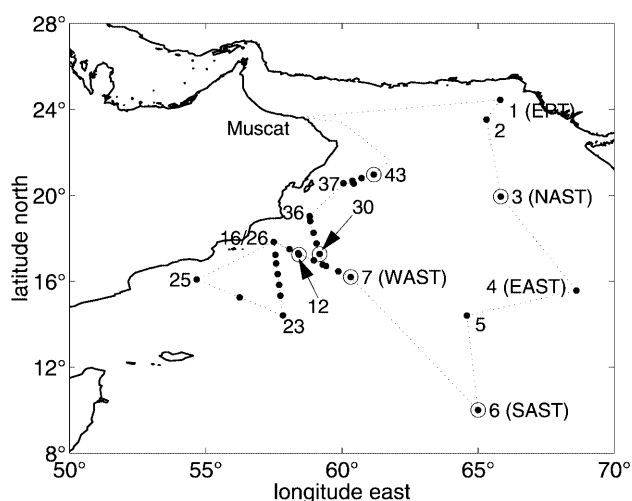 28°
24°
20°
16°
12°
8°
latitude north
50°
55°
60°
65°
70°
longitude east
Muscat
1 (EPT)
2
3 (NAST)
4 (EAST)
5
6 (SAST)
7 (WAST)
43
37
36
30
16/26
25
12
23